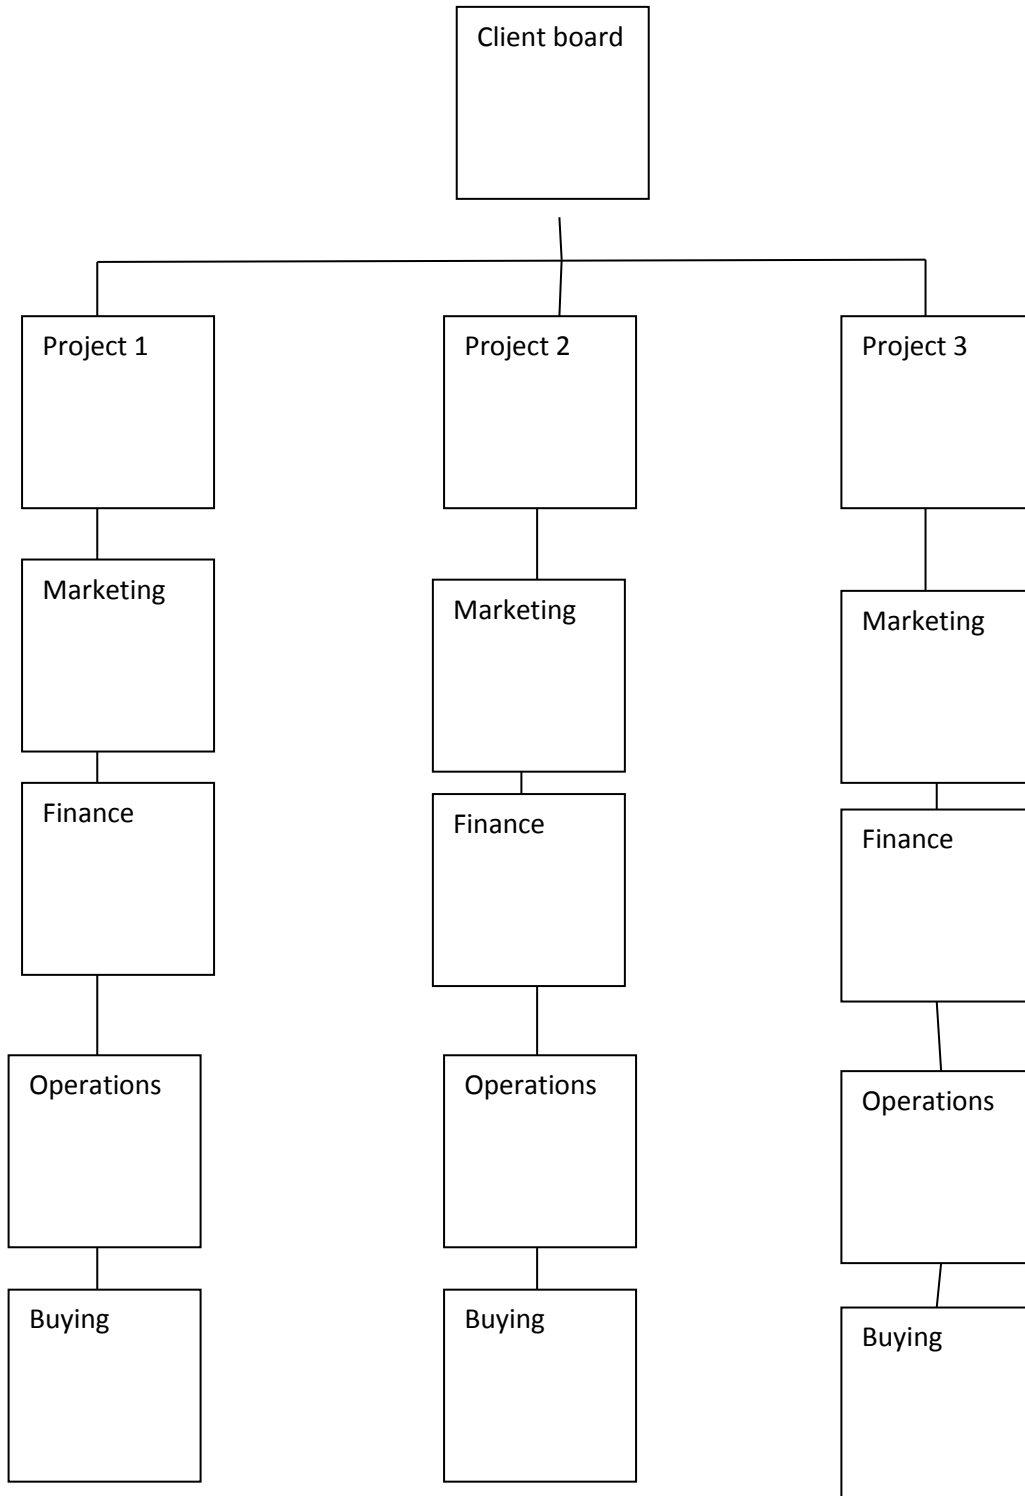 Client board
Project 1
Project 2
Project 3
Marketing
Marketing
Marketing
Finance
Finance
Finance
Operations
Operations
Operations
Buying
Buying
Buying